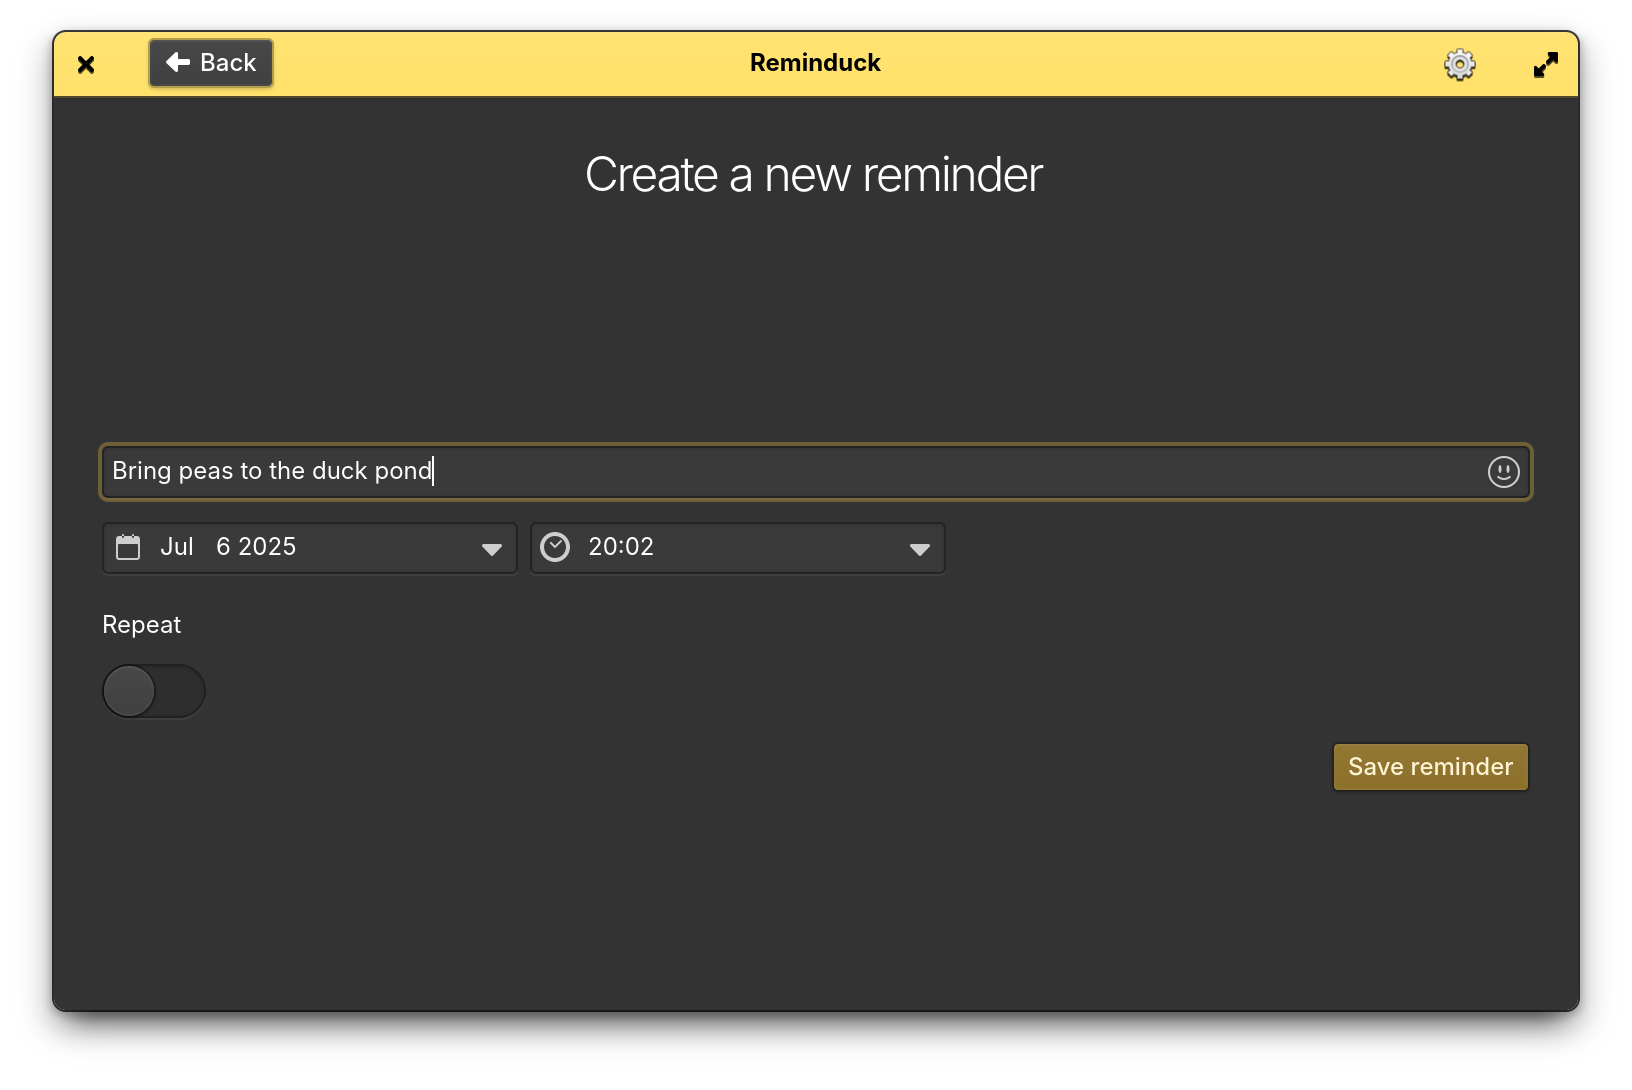 Back
Reminduck
Create a new reminder
Bring peas to the duck pond
Jul 6 2025
20:02
Repeat
Save reminder